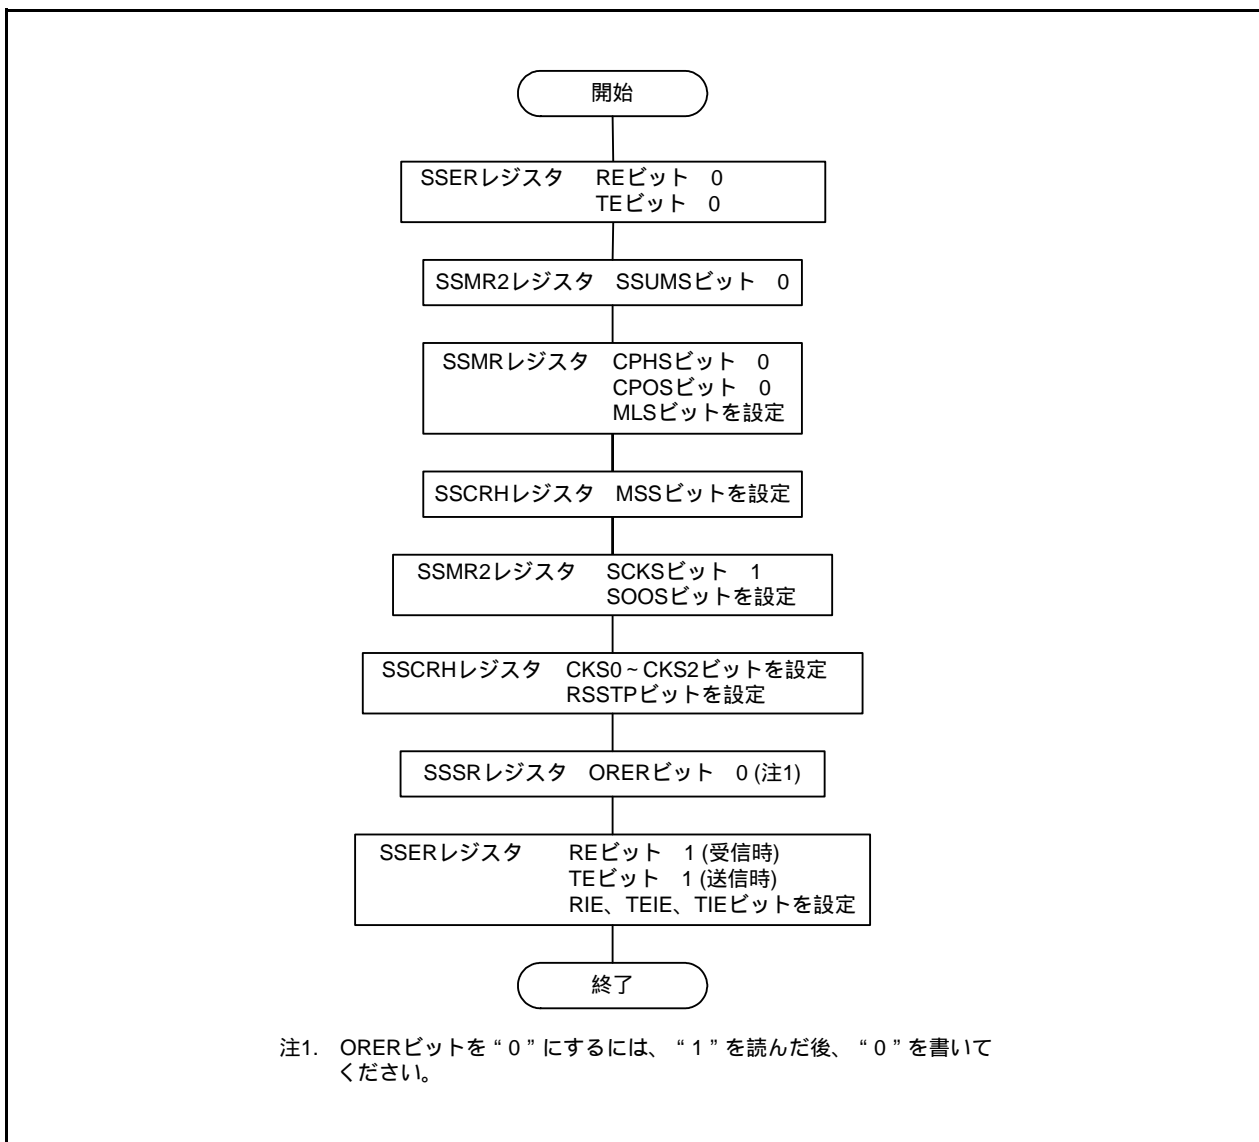 開始
SSERレジスタ REビット 0
TEビット 0
SSMR2レジスタ SSUMSビット 0
SSMRレジスタ CPHSビット 0
CPOSビット 0
MLSビットを設定
SSCRHレジスタ MSSビットを設定
SSMR2レジスタ SCKSビット 1
SOOSビットを設定
SSCRHレジスタ CKS0~CKS2ビットを設定
RSSTPビットを設定
SSSRレジスタ ORERビット 0 (注1)
SSERレジスタ REビット 1 (受信時)
TEビット 1 (送信時)
RIE、TEIE、TIEビットを設定
終了
注1. ORERビットを“0”にするには、“1”を読んだ後、“0”を書いて
ください。